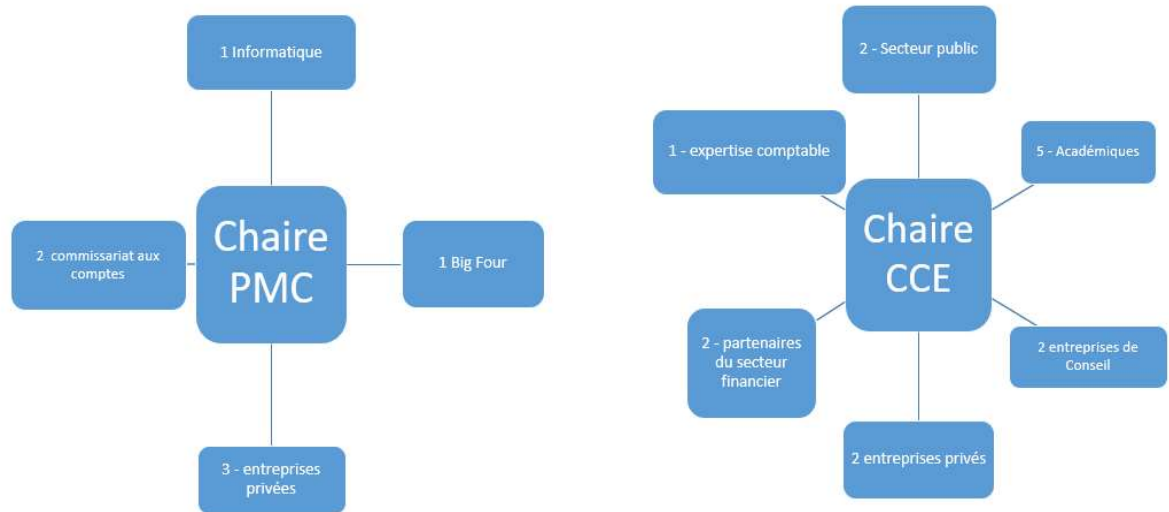 1 Informatique
Chaire
PMC
2 commissariat aux
comptes
1 Big Four
3 - entreprises
privées
2 - Secteur public
1 - expertise comptable
5 - Académiques
Chaire
CCE
2 - partenaires
du secteur
financier
2 entreprises de
Conseil
2 entreprises privés